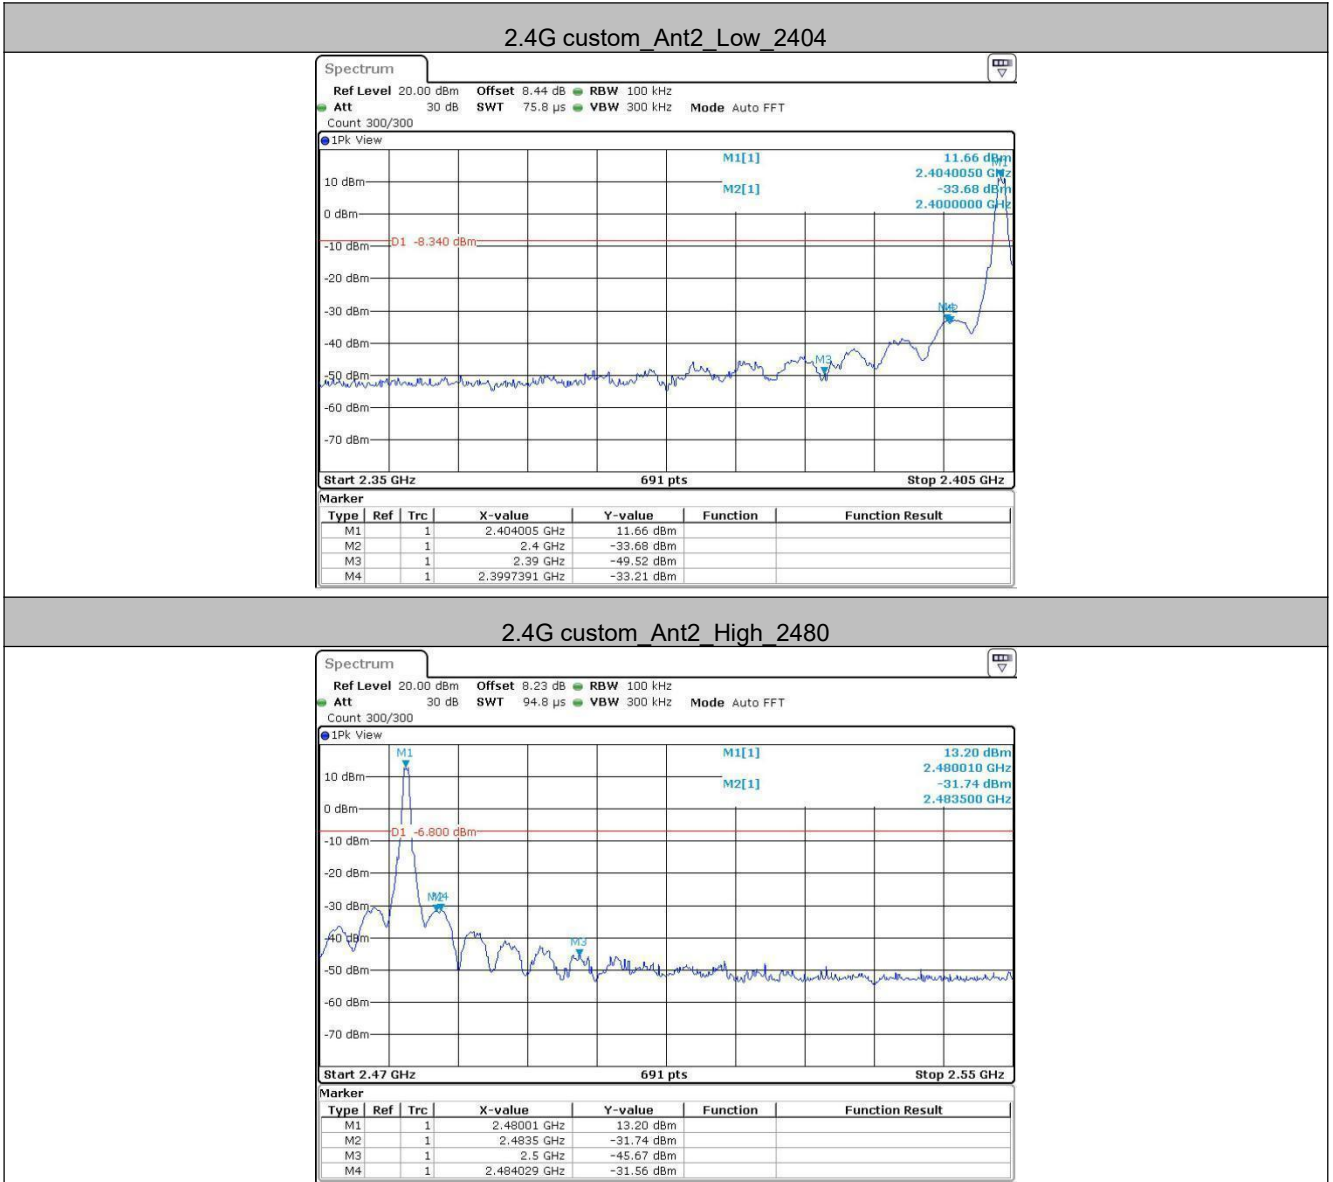 2.4G custom_Ant2_Low_2404
Spectrum
Ref Level 20.00 dBm Offset 8.44 dB RBW 100 kHz
Att 30 dB SWT 75.8 µs VBW 300 kHz Mode Auto FFT
Count 300/300
1Pk View
M1[1] 11.66 dBm
2.4040050 GHz
M2[1] -33.68 dBm
2.4000000 GHz
M1
10 dBm
0 dBm
D1 -8.340 dBm
-10 dBm
-20 dBm
-30 dBm
M4 M2
-40 dBm
M3
-50 dBm
-60 dBm
-70 dBm
Start 2.35 GHz 691 pts Stop 2.405 GHz
Marker
Type Ref Trc X-value Y-value Function Function Result
M1 1 2.404005 GHz 11.66 dBm
M2 1 2.4 GHz -33.68 dBm
M3 1 2.39 GHz -49.52 dBm
M4 1 2.3997391 GHz -33.21 dBm
2.4G custom_Ant2_High_2480
Spectrum
Ref Level 20.00 dBm Offset 8.23 dB RBW 100 kHz
Att 30 dB SWT 94.8 µs VBW 300 kHz Mode Auto FFT
Count 300/300
1Pk View
M1 M1[1] 13.20 dBm
2.480010 GHz
M2[1] -31.74 dBm
2.483500 GHz
10 dBm
0 dBm
D1 -6.800 dBm
-10 dBm
-20 dBm
M2 M4
-30 dBm
-40 dBm
M3
-50 dBm
-60 dBm
-70 dBm
Start 2.47 GHz 691 pts Stop 2.55 GHz
Marker
Type Ref Trc X-value Y-value Function Function Result
M1 1 2.48001 GHz 13.20 dBm
M2 1 2.4835 GHz -31.74 dBm
M3 1 2.5 GHz -45.67 dBm
M4 1 2.484029 GHz -31.56 dBm